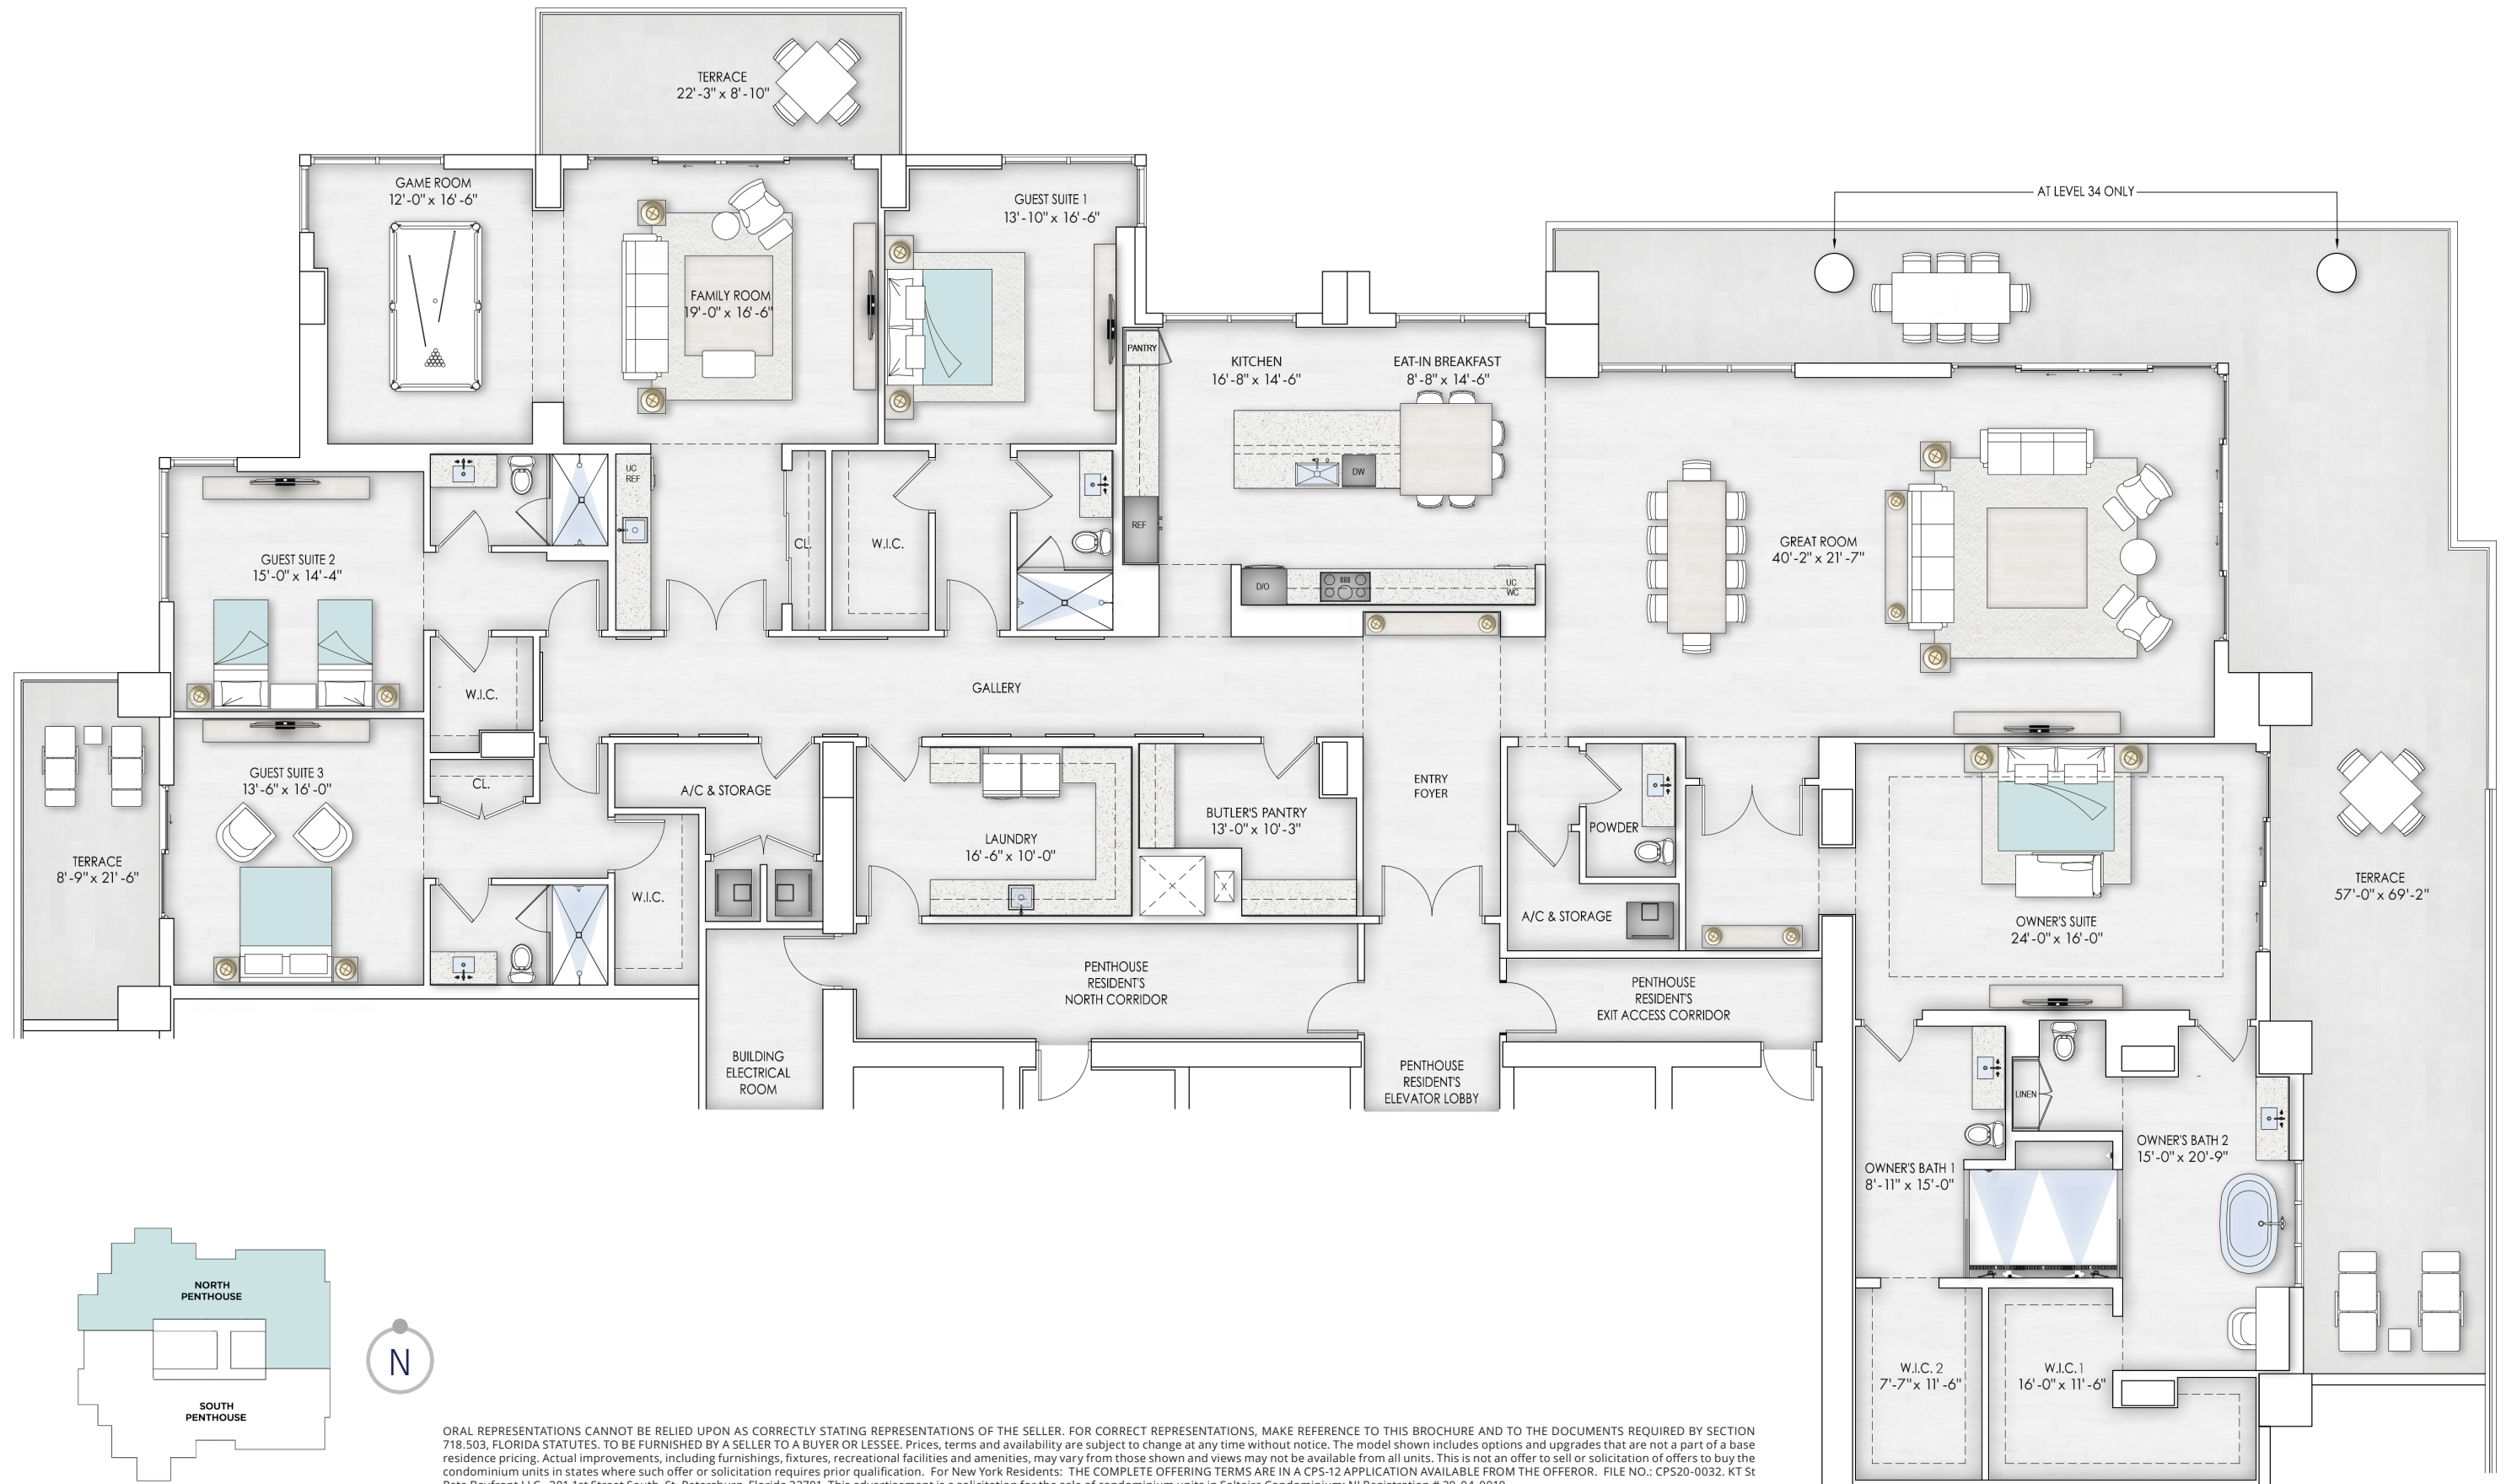 TERRACE
22'-3" x 8'-10"
GAME ROOM
12'-0" x 16'-6"
FAMILY ROOM
19'-0" x 16'-6"
GUEST SUITE 1
13'-10" x 16'-6"
AT LEVEL 34 ONLY
PANTRY
KITCHEN
16'-8" x 14'-6"
EAT-IN BREAKFAST
8'-8" x 14'-6"
UC
REF
DW
REF
CL.
W.I.C.
GUEST SUITE 2
15'-0" x 14'-4"
GREAT ROOM
40'-2" x 21'-7"
D/O
UC
WC
W.I.C.
GALLERY
GUEST SUITE 3
13'-6" x 16'-0"
CL.
A/C & STORAGE
ENTRY
FOYER
BUTLER'S PANTRY
13'-0" x 10'-3"
LAUNDRY
16'-6" x 10'-0"
POWDER
TERRACE
8'-9" x 21'-6"
W.I.C.
A/C & STORAGE
OWNER'S SUITE
24'-0" x 16'-0"
TERRACE
57'-0" x 69'-2"
PENTHOUSE
RESIDENT'S
NORTH CORRIDOR
PENTHOUSE
RESIDENT'S
EXIT ACCESS CORRIDOR
BUILDING
ELECTRICAL
ROOM
PENTHOUSE
RESIDENT'S
ELEVATOR LOBBY
LINEN
OWNER'S BATH 2
15'-0" x 20'-9"
OWNER'S BATH 1
8'-11" x 15'-0"
W.I.C. 2
7'-7" x 11'-6"
W.I.C. 1
16'-0" x 11'-6"
NORTH
PENTHOUSE
SOUTH
PENTHOUSE
N
ORAL REPRESENTATIONS CANNOT BE RELIED UPON AS CORRECTLY STATING REPRESENTATIONS OF THE SELLER. FOR CORRECT REPRESENTATIONS, MAKE REFERENCE TO THIS BROCHURE AND TO THE DOCUMENTS REQUIRED BY SECTION
718.503, FLORIDA STATUTES. TO BE FURNISHED BY A SELLER TO A BUYER OR LESSEE. Prices, terms and availability are subject to change at any time without notice. The model shown includes options and upgrades that are not a part of a base
residence pricing. Actual improvements, including furnishings, fixtures, recreational facilities and amenities, may vary from those shown and views may not be available from all units. This is not an offer to sell or solicitation of offers to buy the
condominium units in states where such offer or solicitation requires prior qualification. For New York Residents: THE COMPLETE OFFERING TERMS ARE IN A CPS-12 APPLICATION AVAILABLE FROM THE OFFEROR. FILE NO.: CPS20-0032. KT St